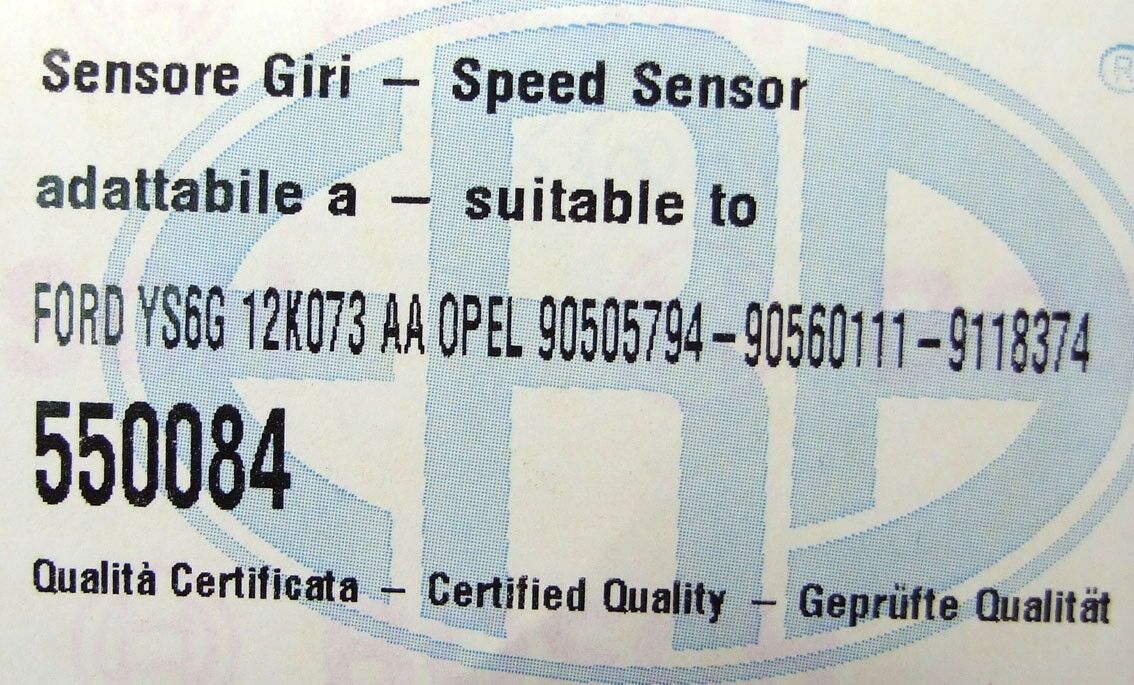 Sensore Giri – Speed Sensor
adattabile a – suitable to
FORD YS6G 12K073 AA OPEL 90505794-90560111-9118374
550084
Qualità Certificata – Certified Quality – Geprüfte Qualität
ERA
®